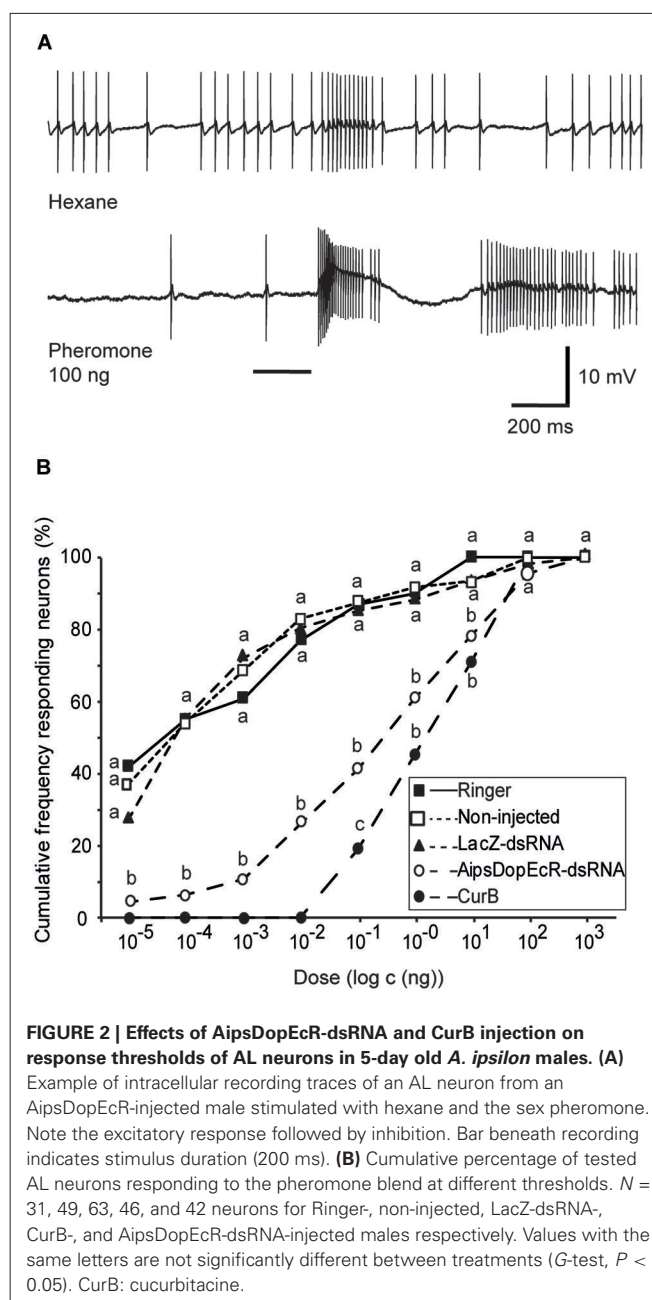 A
Hexane
Pheromone
100 ng
10 mV
200 ms
B
Cumulative frequency responding neurons (%)
100
80
60
40
20
0
a a a
a a a a
a a a a a
a a a
a a
a
b b b
b b b b
b c b b
Ringer
Non-injected
LacZ-dsRNA
AipsDopEcR-dsRNA
CurB
10-5 10-4 10-3 10-2 10-1 10-0 101 102 103
Dose (log c (ng))
FIGURE 2 | Effects of AipsDopEcR-dsRNA and CurB injection on
response thresholds of AL neurons in 5-day old A. ipsilon males. (A)
Example of intracellular recording traces of an AL neuron from an
AipsDopEcR-injected male stimulated with hexane and the sex pheromone.
Note the excitatory response followed by inhibition. Bar beneath recording
indicates stimulus duration (200 ms). (B) Cumulative percentage of tested
AL neurons responding to the pheromone blend at different thresholds. N =
31, 49, 63, 46, and 42 neurons for Ringer-, non-injected, LacZ-dsRNA-,
CurB-, and AipsDopEcR-dsRNA-injected males respectively. Values with the
same letters are not significantly different between treatments (G-test, P <
0.05). CurB: cucurbitacine.